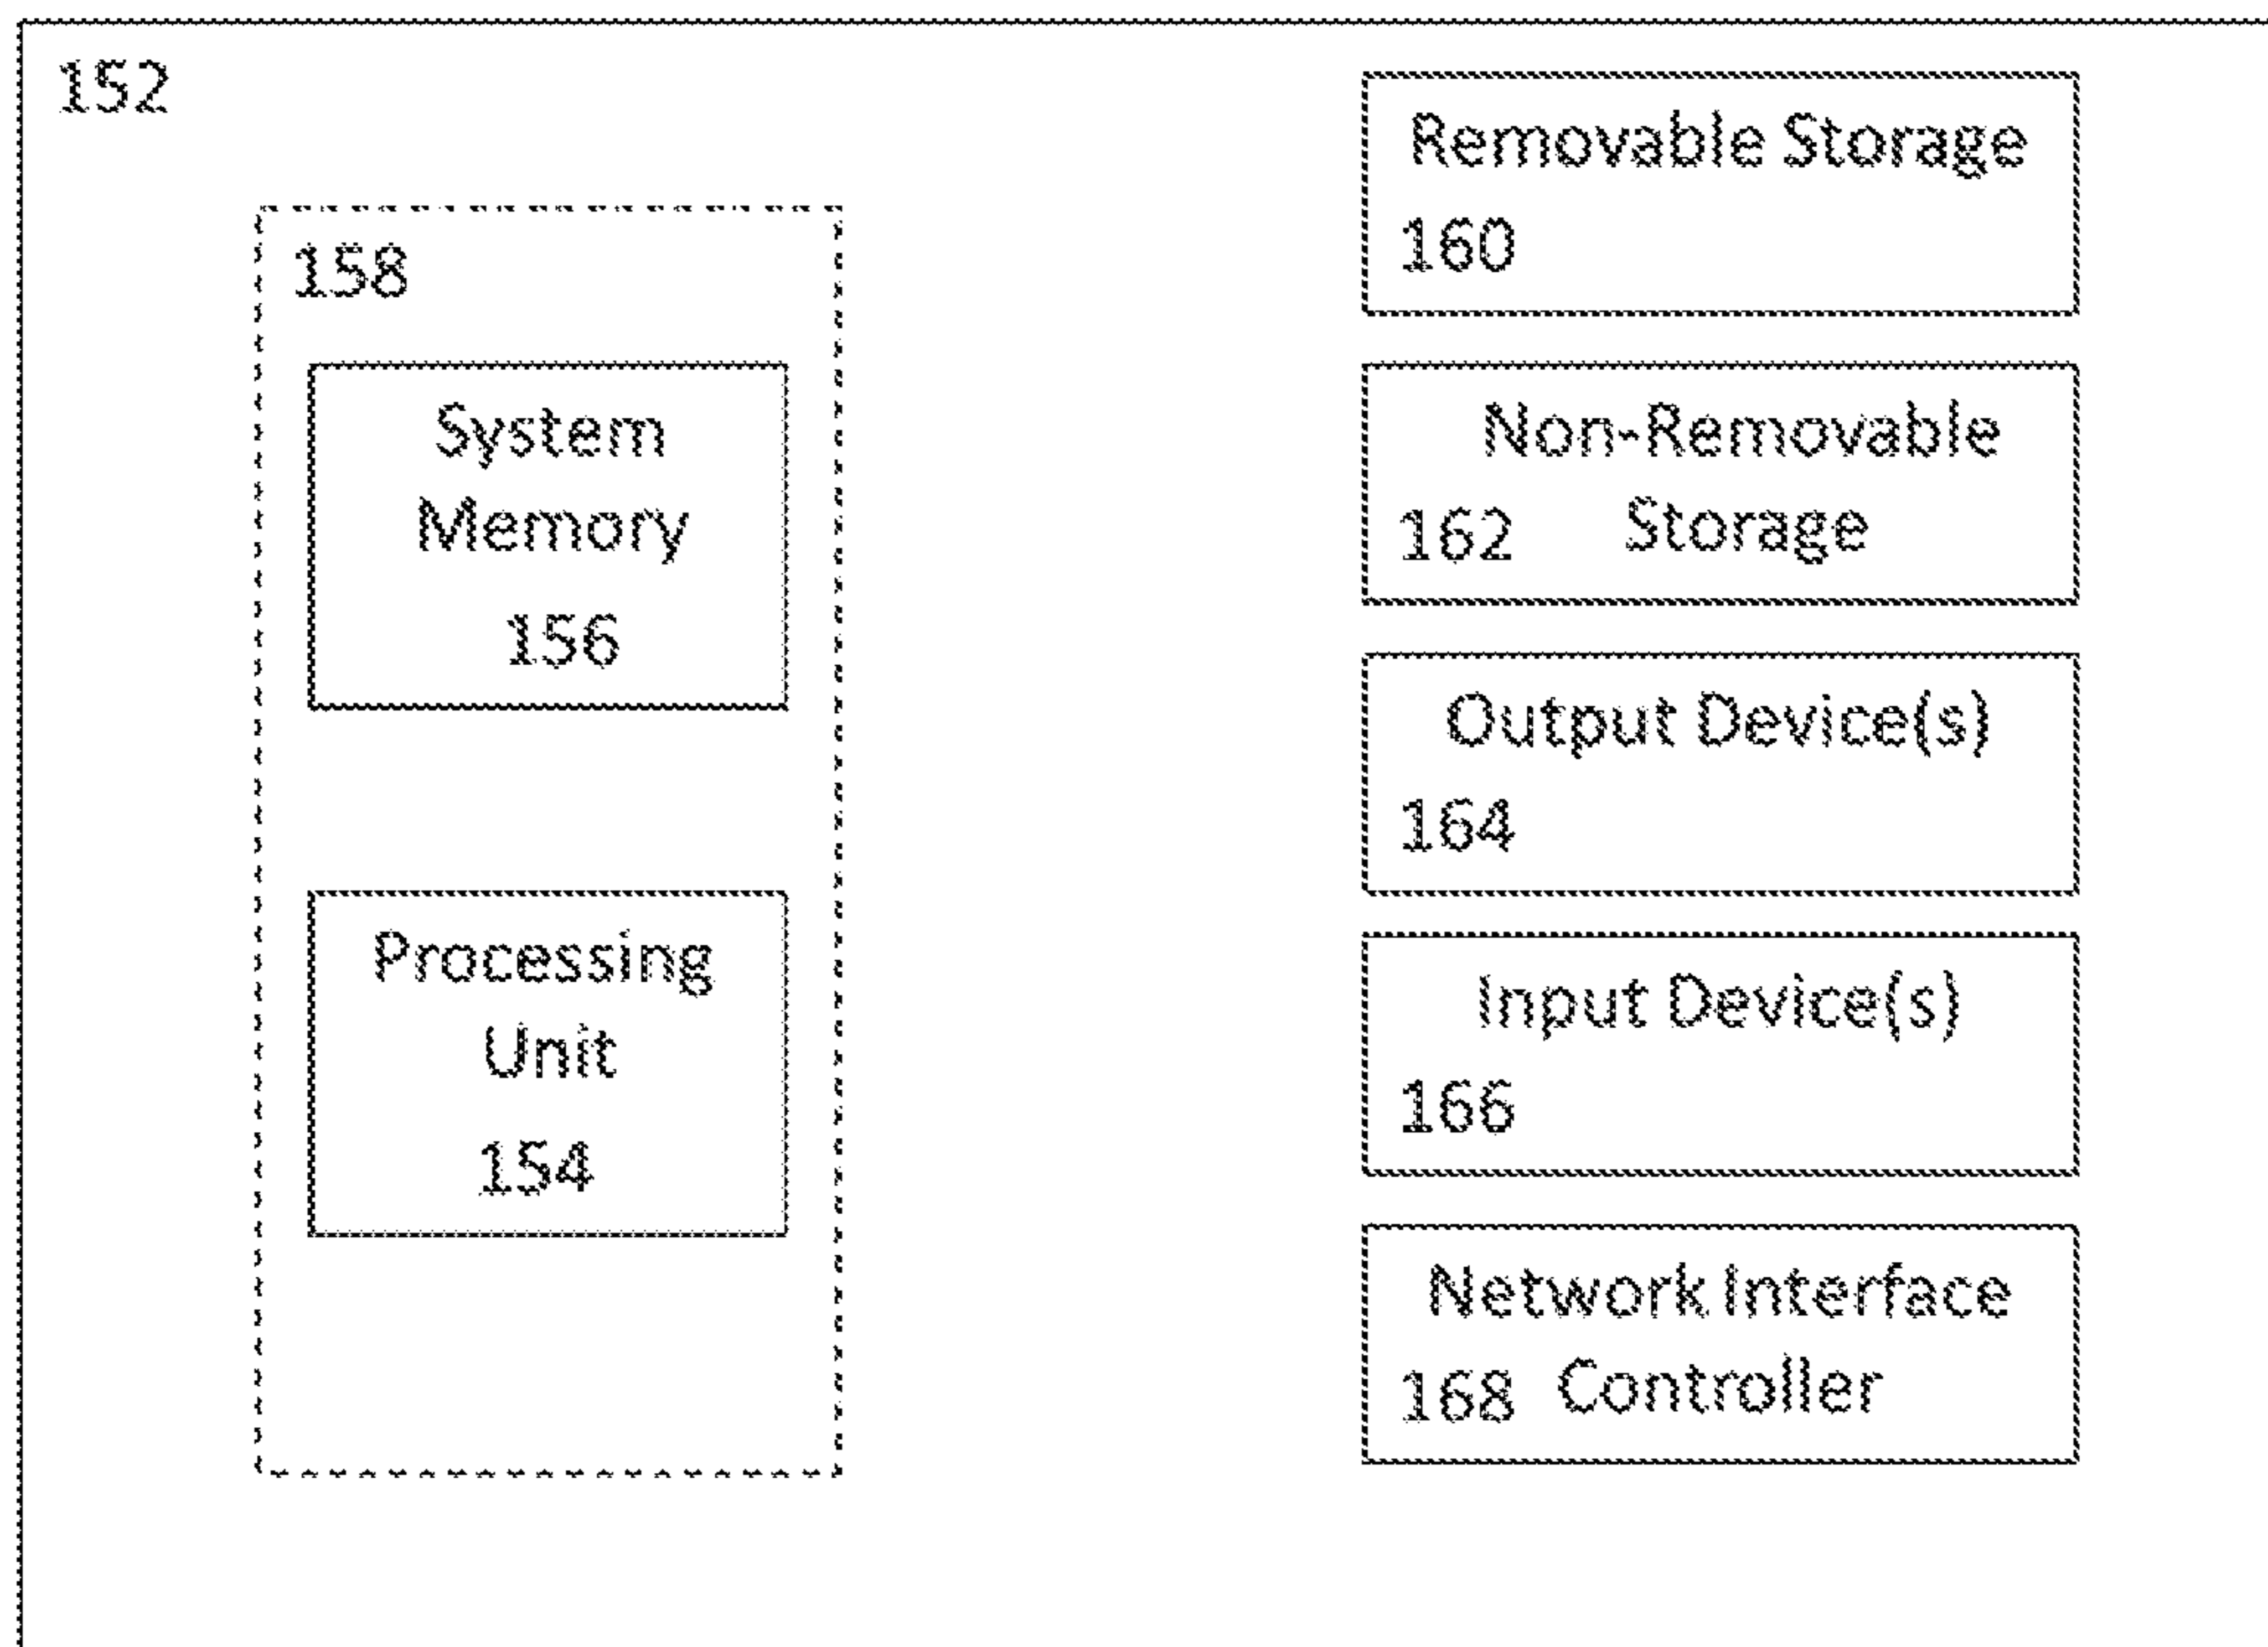 152
158
System
Memory
156
Processing
Unit
154
Removable Storage
160
Non-Removable
162 Storage
Output Device(s)
164
Input Device(s)
166
Network Interface
168 Controller